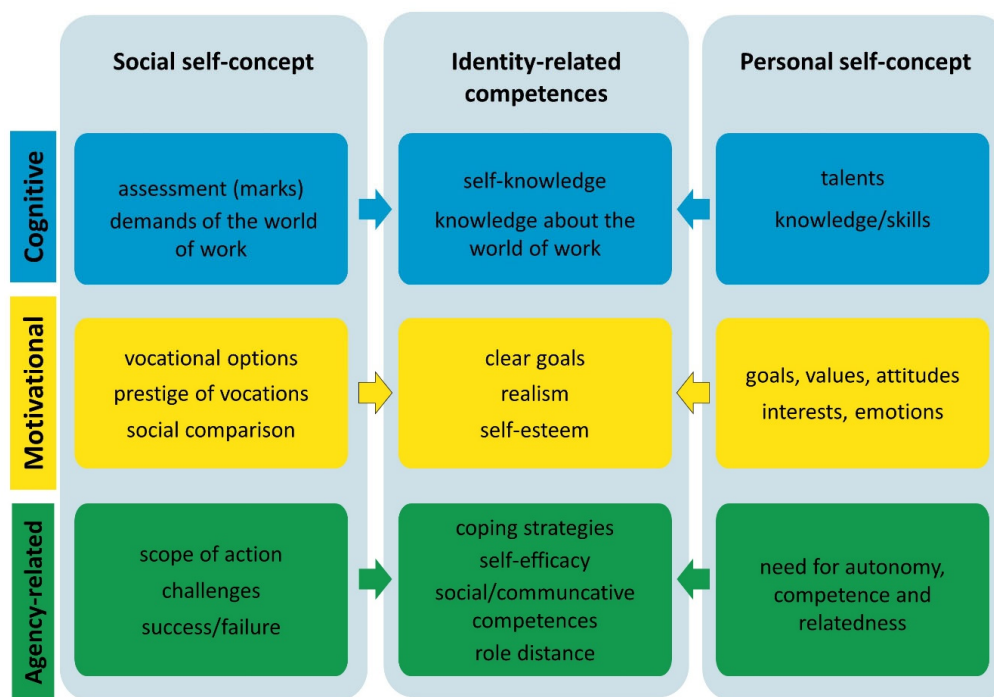 Social self-concept
Identity-related
competences
Personal self-concept
Cognitive
assessment (marks)
demands of the world
of work
self-knowledge
knowledge about the
world of work
talents
knowledge/skills
Motivational
vocational options
prestige of vocations
social comparison
clear goals
realism
self-esteem
goals, values, attitudes
interests, emotions
Agency-related
scope of action
challenges
success/failure
coping strategies
self-efficacy
social/communcative
competences
role distance
need for autonomy,
competence and
relatedness